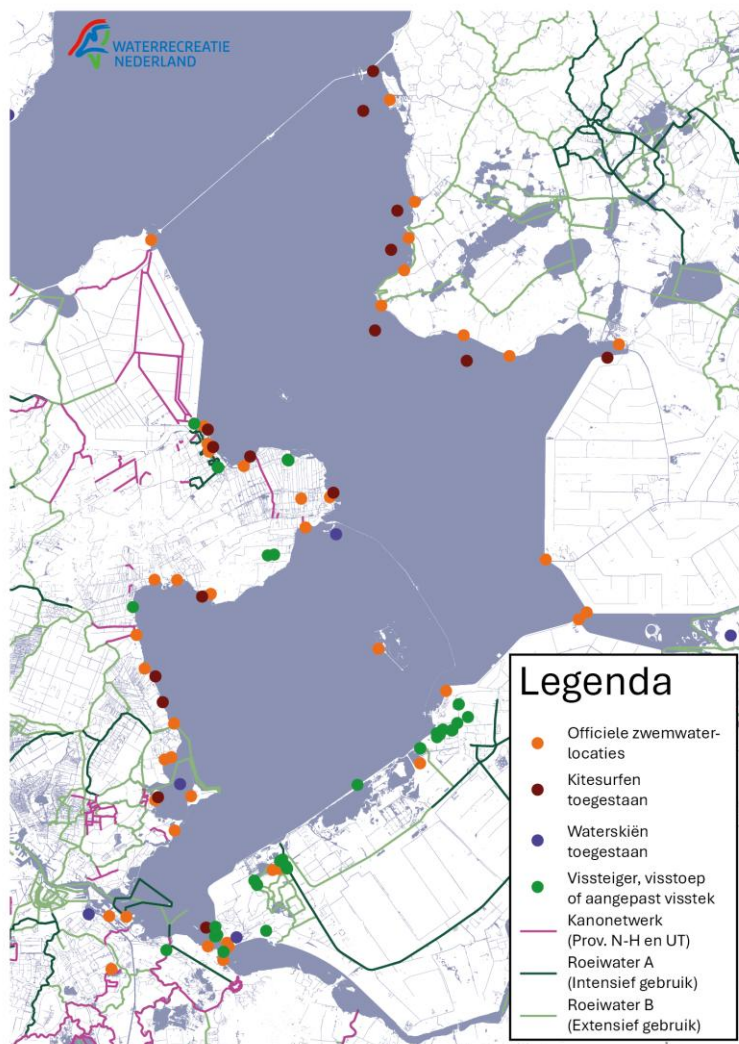 WATERRECREATIE
NEDERLAND
Legenda
Officiele zwemwater-
locaties
Kitesurfen
toegestaan
Waterskiën
toegestaan
Vissteiger, visstoep
of aangepast visstek
Kanonetwerk
(Prov. N-H en UT)
Roeiwater A
(Intensief gebruik)
Roeiwater B
(Extensief gebruik)